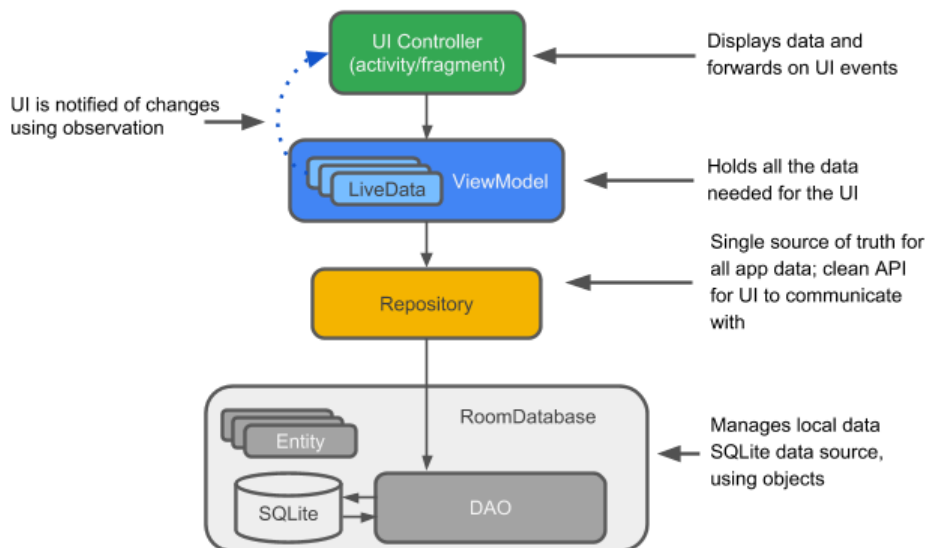 UI Controller
(activity/fragment)
Displays data and
forwards on UI events
UI is notified of changes
using observation
LiveData
ViewModel
Holds all the data
needed for the UI
Single source of truth for
all app data; clean API
for UI to communicate
with
Repository
RoomDatabase
Entity
Manages local data
SQLite data source,
using objects
SQLite
DAO